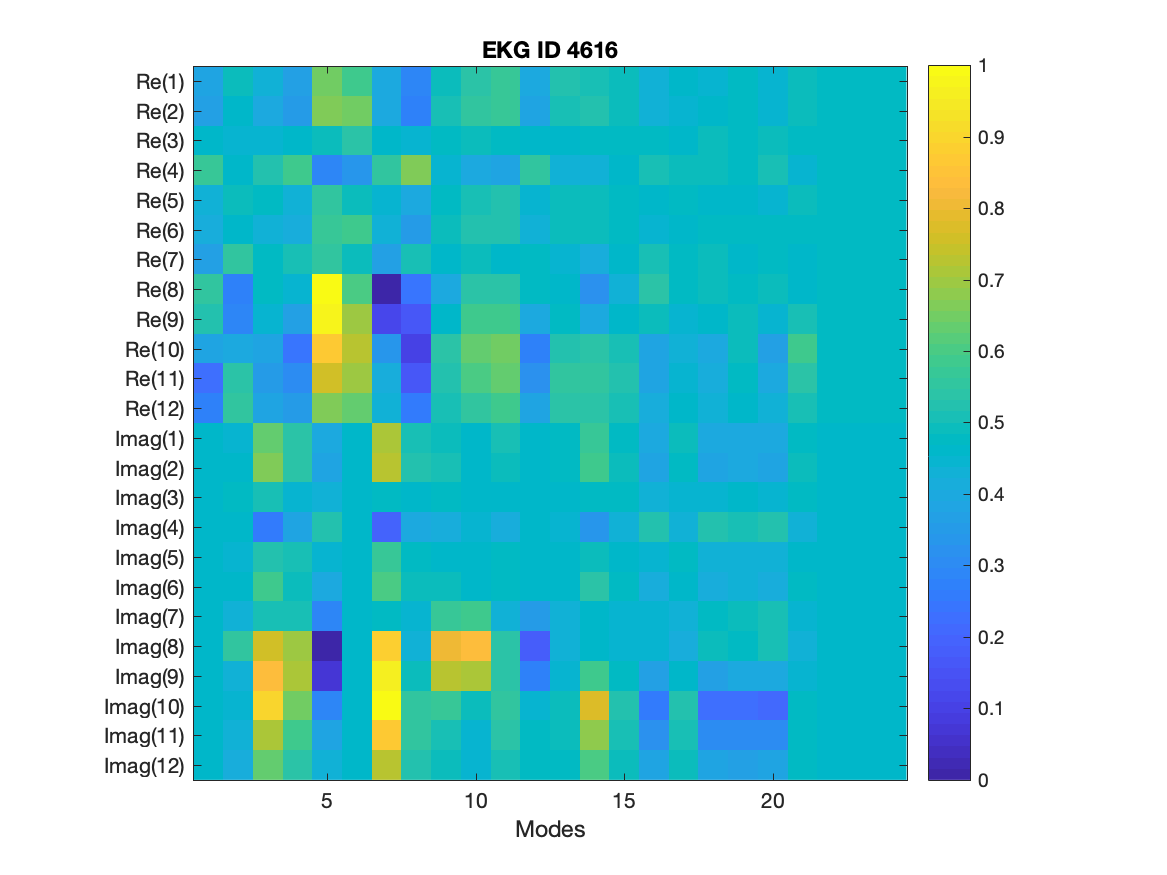 EKG ID 4616
Re(1)
Re(2)
Re(3)
Re(4)
Re(5)
Re(6)
Re(7)
Re(8)
Re(9)
Re(10)
Re(11)
Re(12)
Imag(1)
Imag(2)
Imag(3)
Imag(4)
Imag(5)
Imag(6)
Imag(7)
Imag(8)
Imag(9)
Imag(10)
Imag(11)
Imag(12)
5 10 15 20
Modes
1
0.9
0.8
0.7
0.6
0.5
0.4
0.3
0.2
0.1
0